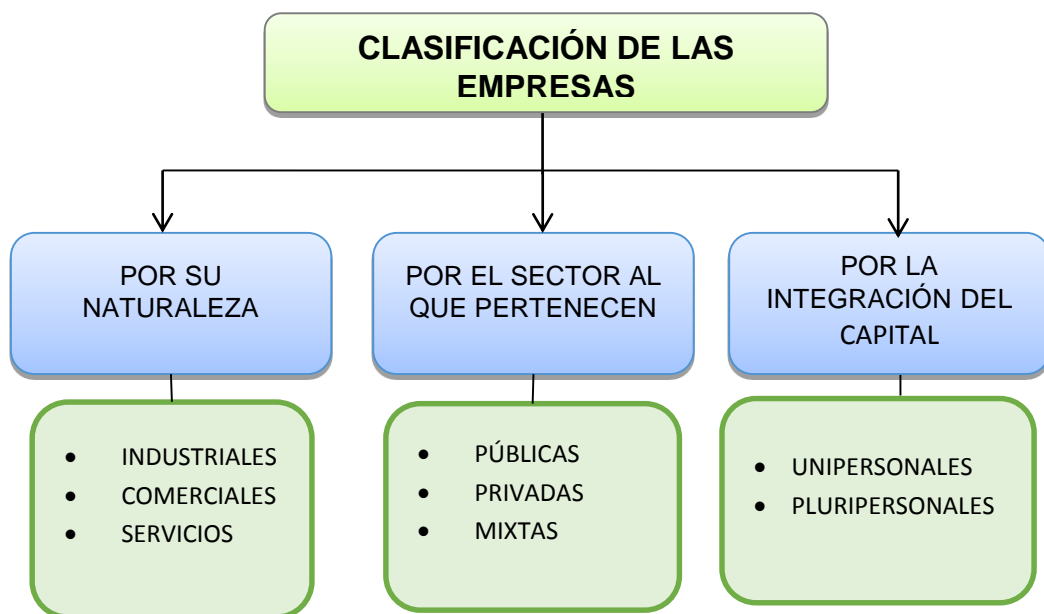 CLASIFICACIÓN DE LAS
EMPRESAS
POR SU
NATURALEZA
POR EL SECTOR AL
QUE PERTENECEN
POR LA
INTEGRACIÓN DEL
CAPITAL
• INDUSTRIALES
• COMERCIALES
• SERVICIOS
• PÚBLICAS
• PRIVADAS
• MIXTAS
• UNIPERSONALES
• PLURIPERSONALES